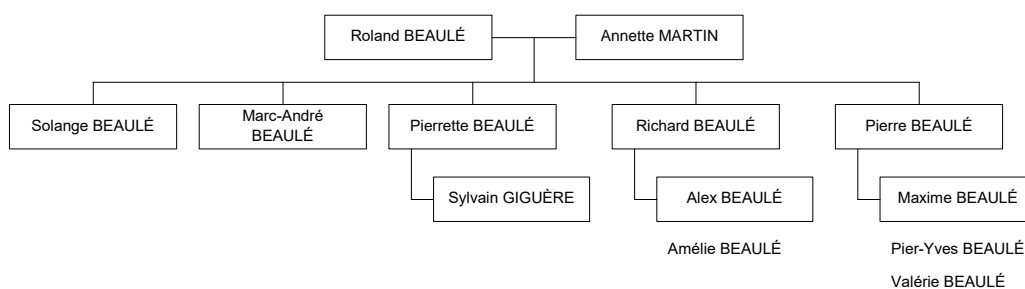 Roland BEAULÉ
Annette MARTIN
Solange BEAULÉ
Marc-André
BEAULÉ
Pierrette BEAULÉ
Richard BEAULÉ
Pierre BEAULÉ
Sylvain GIGUÈRE
Alex BEAULÉ
Maxime BEAULÉ
Amélie BEAULÉ
Pier-Yves BEAULÉ
Valérie BEAULÉ